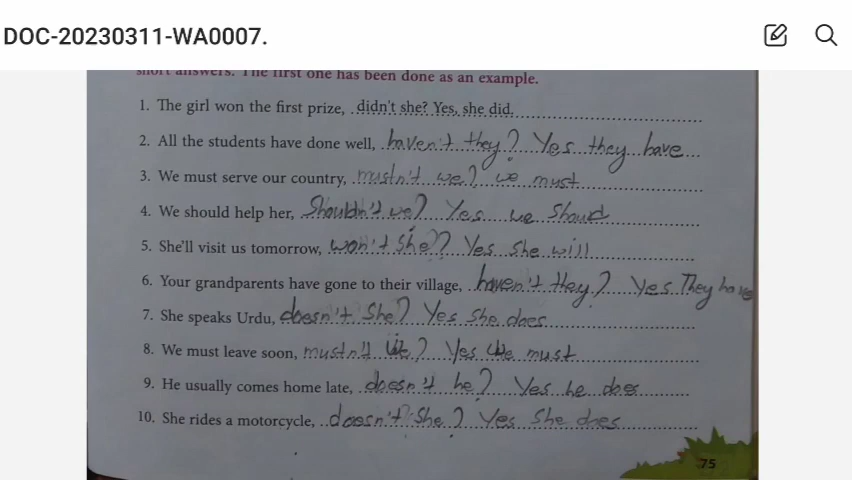 DOC-20230311-WA0007.
short answers. The first one has been done as an example.
1. The girl won the first prize, didn't she? Yes, she did.
2. All the students have done well, haven't they? Yes they have
3. We must serve our country, mustn't we? we must
4. We should help her, Shouldn't we? Yes we Shoud
5. She'll visit us tomorrow, won't She? Yes She will
6. Your grandparents have gone to their village, haven't they? Yes They have
7. She speaks Urdu, doesn't She? Yes She does
8. We must leave soon, mustn't we? Yes We must
9. He usually comes home late, doesn't he? Yes he does
10. She rides a motorcycle, doesn't She? Yes She does
75